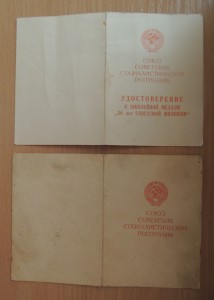 СОЮЗ
СОВЕТСКИХ
СОЦИАЛИСТИЧЕСКИХ
РЕСПУБЛИК
УДОСТОВЕРЕНИЕ
К ЮБИЛЕЙНОЙ МЕДАЛИ
СОЮЗ
СОВЕТСКИХ
СОЦИАЛИСТИЧЕСКИХ
РЕСПУБЛИК